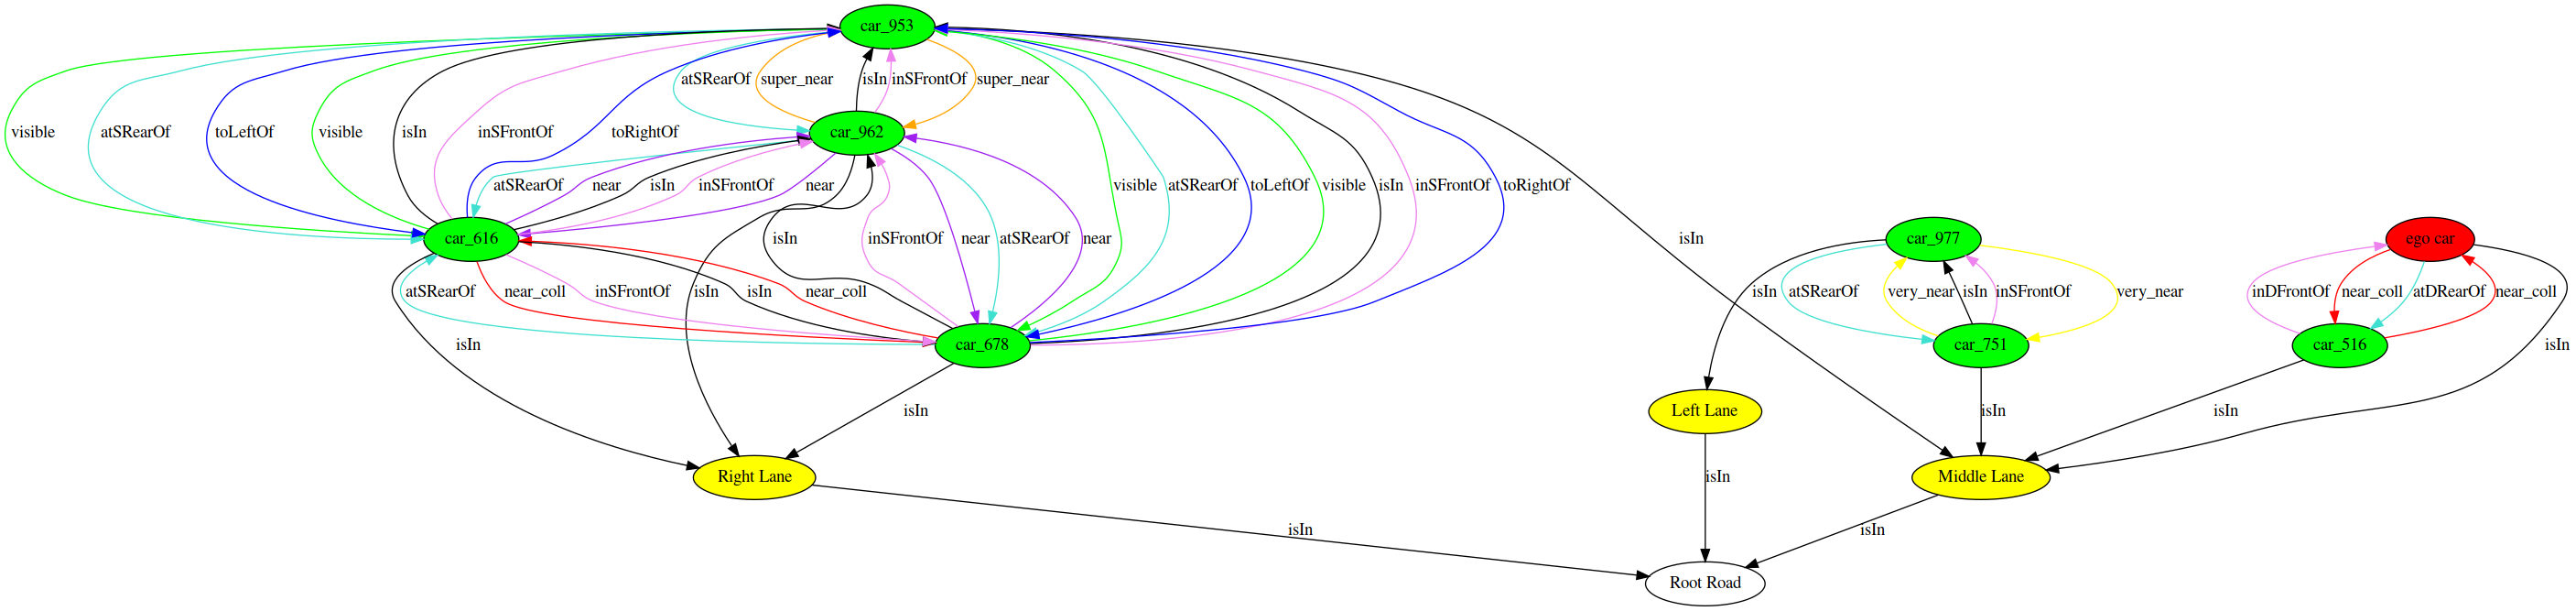 car_953
atSRearOf super_near isIn inSFrontOf super_near
visible atSRearOf toLeftOf visible isIn inSFrontOf toRightOf car_962
atSRearOf near isIn inSFrontOf near visible atSRearOf toLeftOf visible isIn inSFrontOf toRightOf
car_616 isIn inSFrontOf near atSRearOf near isIn car_977 ego car
atSRearOf near_coll inSFrontOf isIn isIn near_coll isIn atSRearOf very_near isIn inSFrontOf very_near inDFrontOf near_coll atDRearOf near_coll
isIn car_678 car_751 car_516 isIn
isIn Left Lane isIn isIn
Right Lane isIn Middle Lane
isIn isIn
Root Road